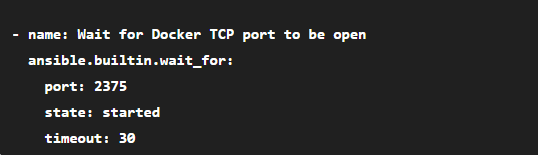 - name: Wait for Docker TCP port to be open
  ansible.builtin.wait_for:
    port: 2375
    state: started
    timeout: 30